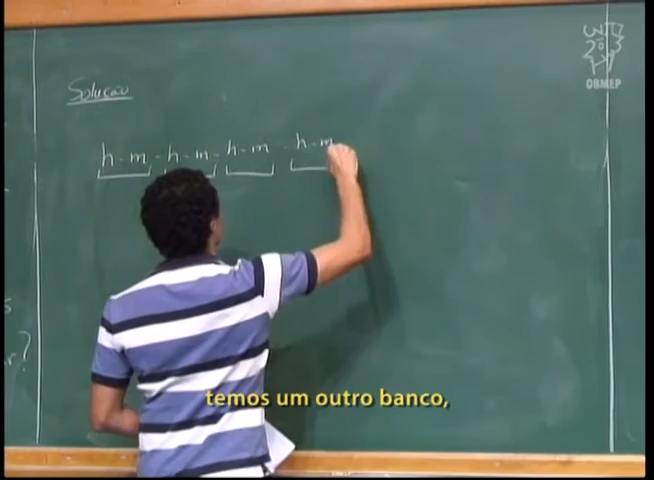 Solução
h - m - h - m - h - m - h - m
r?
OBMEP
temos um outro banco,